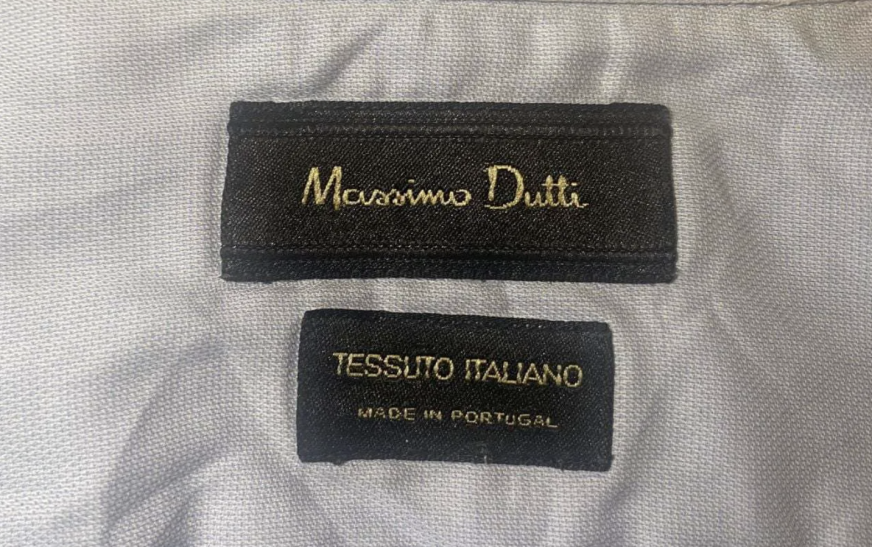 Massimo Dutti
TESSUTO ITALIANO
MADE IN PORTUGAL